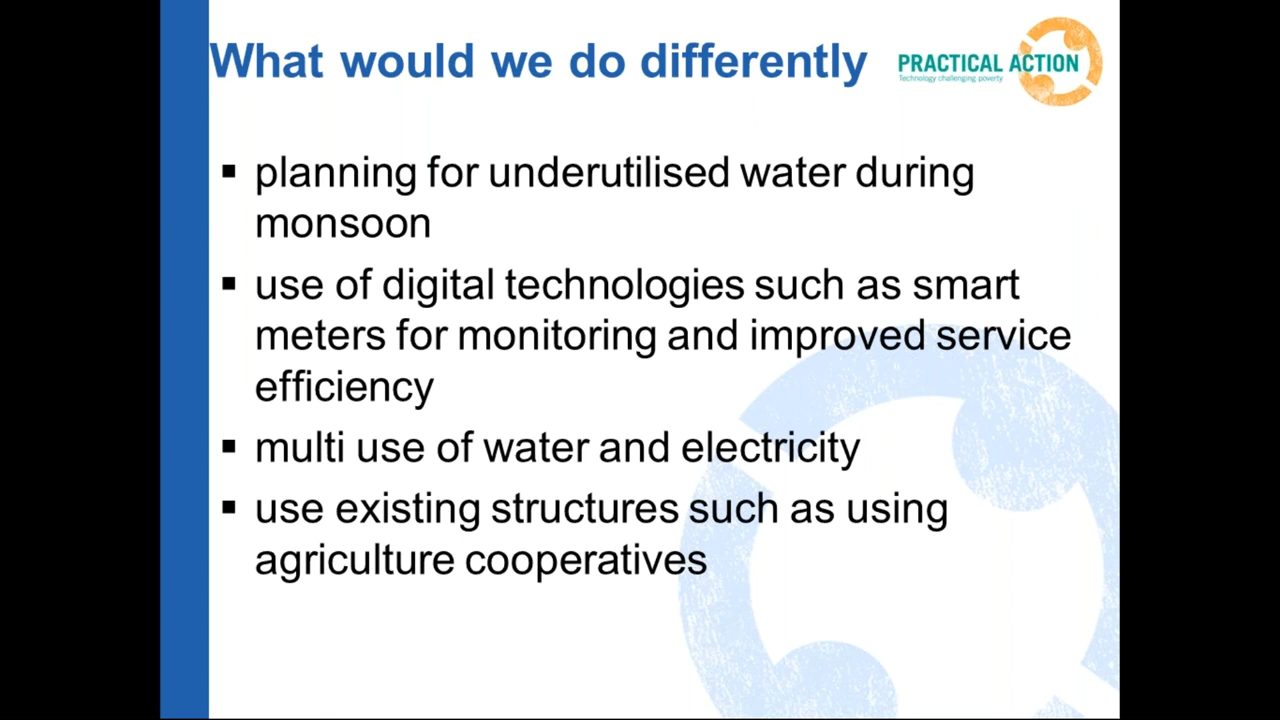 What would we do differently
PRACTICAL ACTION
Technology challenging poverty
▪ planning for underutilised water during
monsoon
▪ use of digital technologies such as smart
meters for monitoring and improved service
efficiency
▪ multi use of water and electricity
▪ use existing structures such as using
agriculture cooperatives